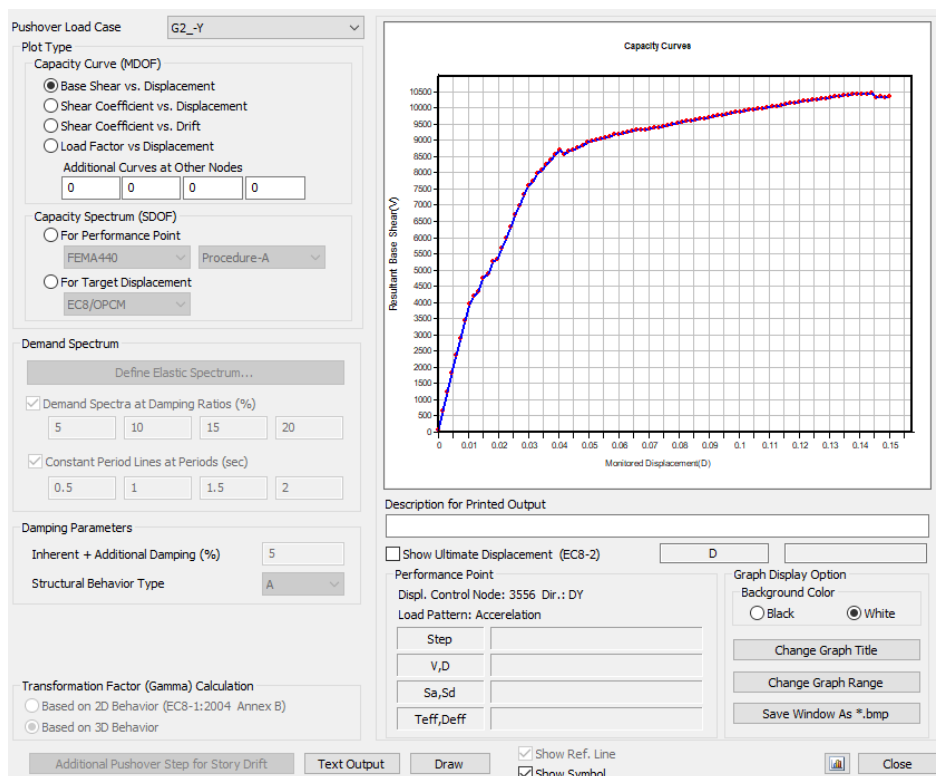 Pushover Load Case
G2_-Y
Plot Type
Capacity Curve (MDOF)
Base Shear vs. Displacement
Shear Coefficient vs. Displacement
Shear Coefficient vs. Drift
Load Factor vs Displacement
Additional Curves at Other Nodes
0 0 0 0
Capacity Spectrum (SDOF)
For Performance Point
FEMA440 Procedure-A
For Target Displacement
EC8/OPCM
Demand Spectrum
Define Elastic Spectrum...
Demand Spectra at Damping Ratios (%)
5 10 15 20
Constant Period Lines at Periods (sec)
0.5 1 1.5 2
Damping Parameters
Inherent + Additional Damping (%) 5
Structural Behavior Type A
Transformation Factor (Gamma) Calculation
Based on 2D Behavior (EC8-1:2004 Annex B)
Based on 3D Behavior
Capacity Curves
Resultant Base Shear(V)
10500
10000
9500
9000
8500
8000
7500
7000
6500
6000
5500
5000
4500
4000
3500
3000
2500
2000
1500
1000
500
0
0 0.01 0.02 0.03 0.04 0.05 0.06 0.07 0.08 0.09 0.1 0.11 0.12 0.13 0.14 0.15
Monitored Displacement(D)
Description for Printed Output
Show Ultimate Displacement (EC8-2) D
Performance Point
Displ. Control Node: 3556 Dir.: DY
Load Pattern: Accerelation
Step
V,D
Sa,Sd
Teff,Deff
Graph Display Option
Background Color
Black White
Change Graph Title
Change Graph Range
Save Window As *.bmp
Additional Pushover Step for Story Drift Text Output Draw
Show Ref. Line
Show Symbol
Close